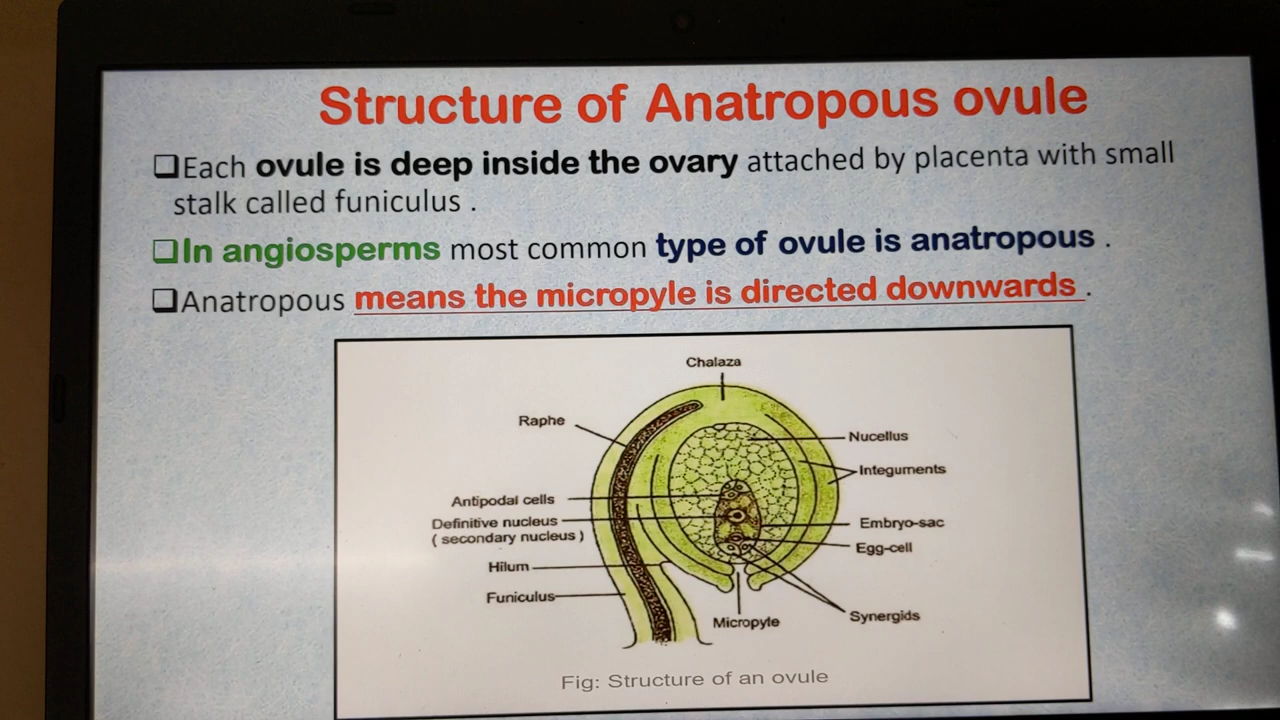 Structure of Anatropous ovule
❑Each ovule is deep inside the ovary attached by placenta with small
stalk called funiculus .
❑In angiosperms most common type of ovule is anatropous .
❑Anatropous means the micropyle is directed downwards .
Chalaza
Raphe
Nucellus
Integuments
Antipodal cells
Definitive nucleus
( secondary nucleus )
Embryo-sac
Egg-cell
Hilum
Funiculus
Micropyle
Synergids
Fig: Structure of an ovule